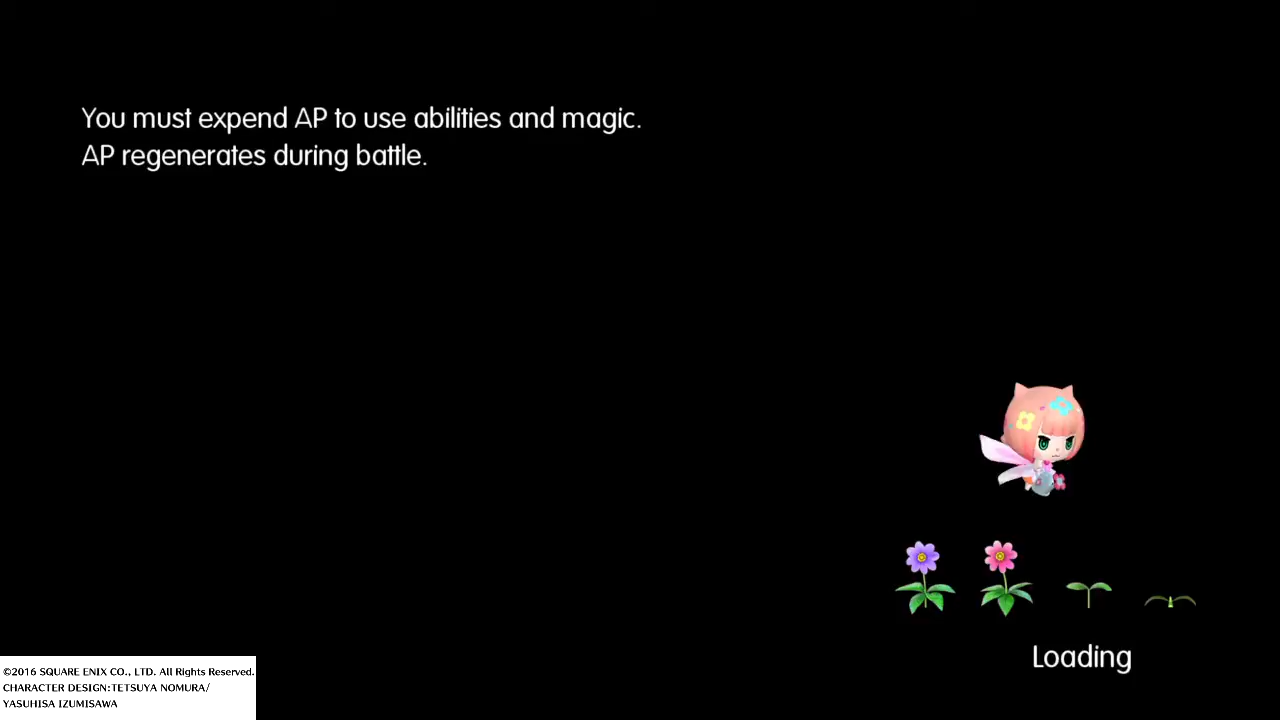 You must expend AP to use abilities and magic.
AP regenerates during battle.
Loading
©2016 SQUARE ENIX CO., LTD. All Rights Reserved.
CHARACTER DESIGN:TETSUYA NOMURA/
YASUHISA IZUMISAWA